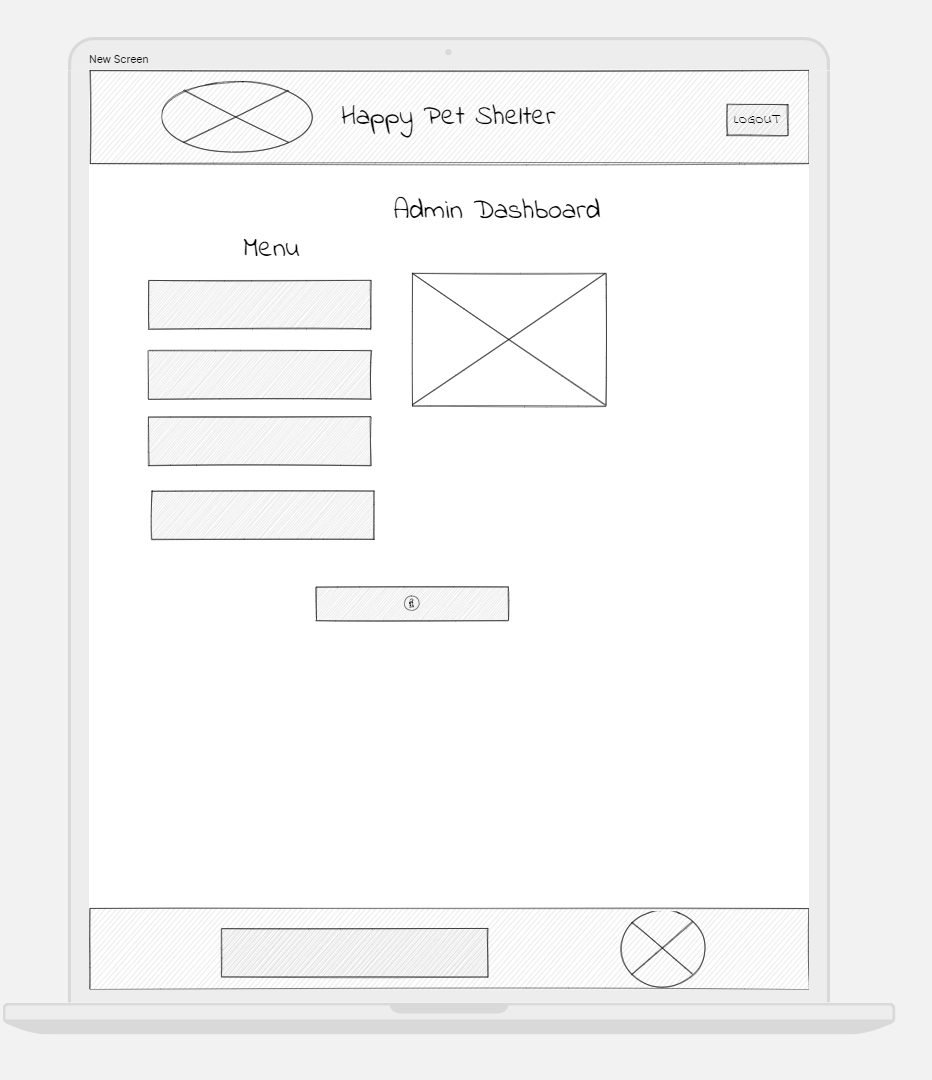 New Screen
Happy Pet Shelter
LOGOUT
Admin Dashboard
Menu